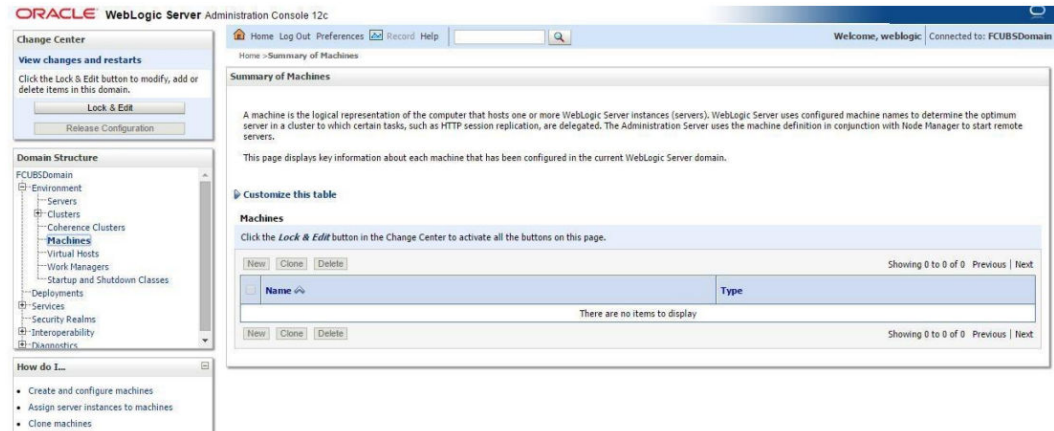 ORACLE WebLogic Server Administration Console 12c
Change Center
View changes and restarts
Click the Lock & Edit button to modify, add or
delete items in this domain.
Lock & Edit
Release Configuration
Domain Structure
FCUBSDomain
Environment
Servers
Clusters
Coherence Clusters
Machines
Virtual Hosts
Work Managers
Startup and Shutdown Classes
Deployments
Services
Security Realms
Interoperability
Diagnostics
How do I...
Create and configure machines
Assign server instances to machines
Clone machines
Home Log Out Preferences Record Help
Welcome, weblogic Connected to: FCUBSDomain
Home >Summary of Machines
Summary of Machines
A machine is the logical representation of the computer that hosts one or more WebLogic Server instances (servers). WebLogic Server uses configured machine names to determine the optimum
server in a cluster to which certain tasks, such as HTTP session replication, are delegated. The Administration Server uses the machine definition in conjunction with Node Manager to start remote
servers.
This page displays key information about each machine that has been configured in the current WebLogic Server domain.
Customize this table
Machines
Click the Lock & Edit button in the Change Center to activate all the buttons on this page.
New Clone Delete Showing 0 to 0 of 0 Previous | Next
Name Type
There are no items to display
New Clone Delete Showing 0 to 0 of 0 Previous | Next